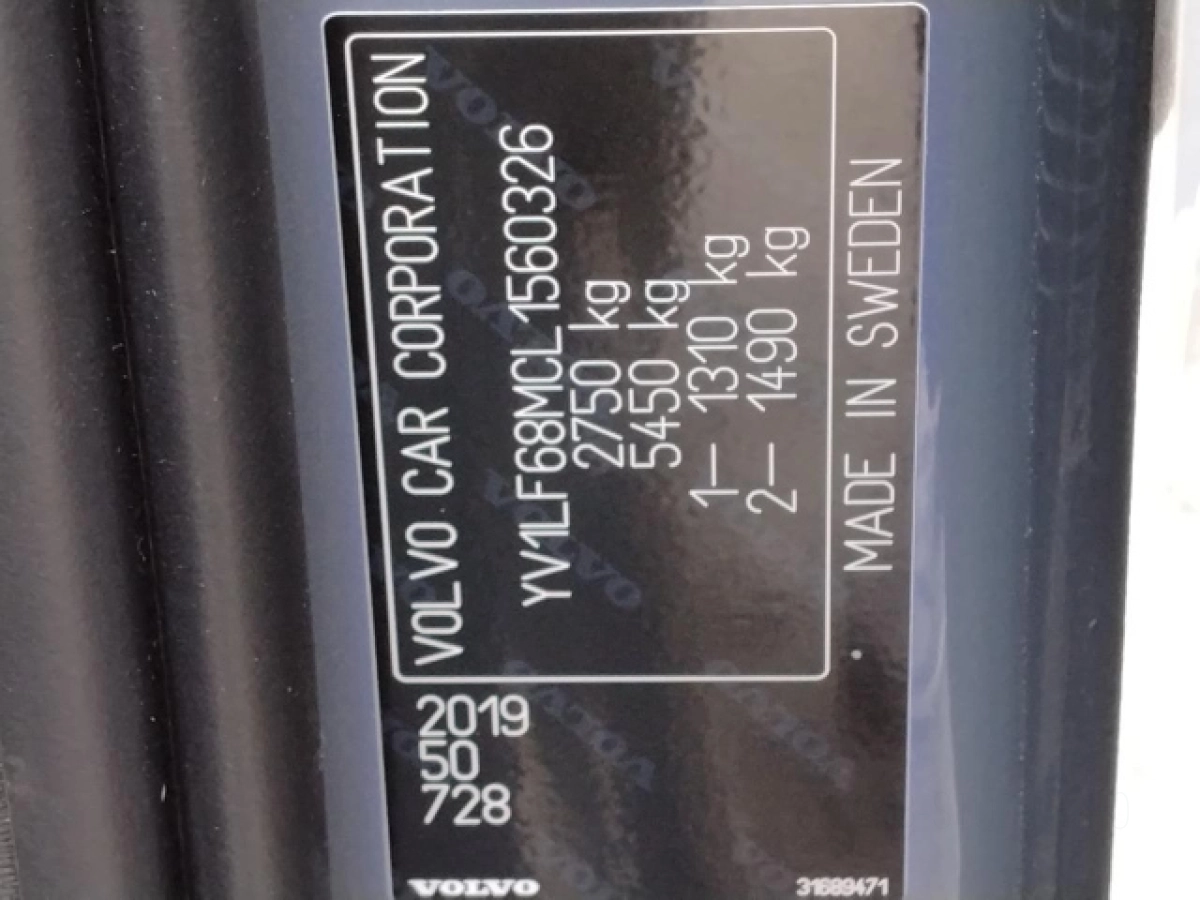 VOLVO CAR CORPORATION
YV1LF68MCL1560326
2750 kg
5450 kg
1– 1310 kg
2– 1490 kg
MADE IN SWEDEN
2019
50
728
VOLVO
31689471